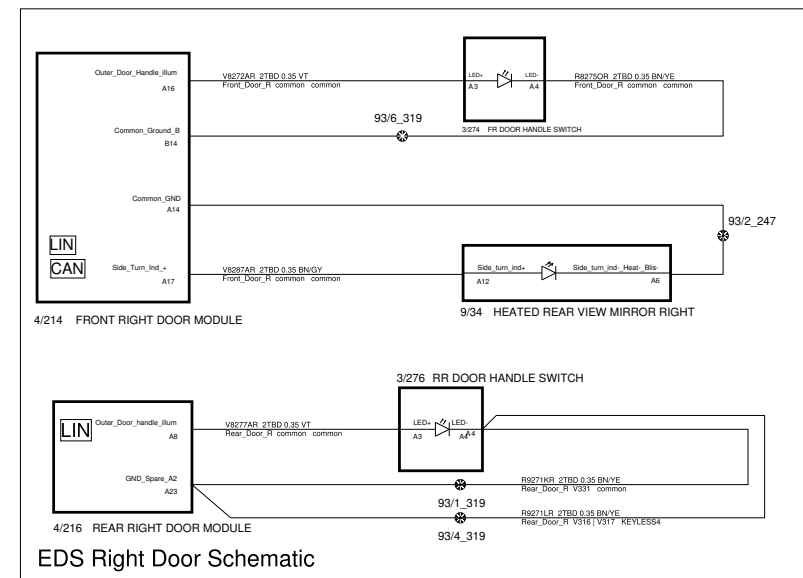 Outer_Door_Handle_illum
A16
V8272AR 2TBD 0.35 VT
Front_Door_R common common
LED+
A3
LED-
A4
R8275OR 2TBD 0.35 BN/YE
Front_Door_R common common
93/6_319
3/274 FR DOOR HANDLE SWITCH
Common_Ground_B
B14
Common_GND
A14
93/2_247
LIN
CAN
Side_Turn_Ind_+
A17
V8287AR 2TBD 0.35 BN/GY
Front_Door_R common common
Side_turn_ind+
A12
Side_turn_ind-_Heat-_Blis-
A6
4/214 FRONT RIGHT DOOR MODULE
9/34 HEATED REAR VIEW MIRROR RIGHT
3/276 RR DOOR HANDLE SWITCH
LIN
Outer_Door_handle_illum
A8
V8277AR 2TBD 0.35 VT
Rear_Door_R common common
LED+
A3
LED-
A4
A4
GND_Spare_A2
A23
R9271KR 2TBD 0.35 BN/YE
Rear_Door_R V331 common
93/1_319
R9271LR 2TBD 0.35 BN/YE
Rear_Door_R V316 | V317 KEYLESS4
4/216 REAR RIGHT DOOR MODULE
93/4_319
EDS Right Door Schematic